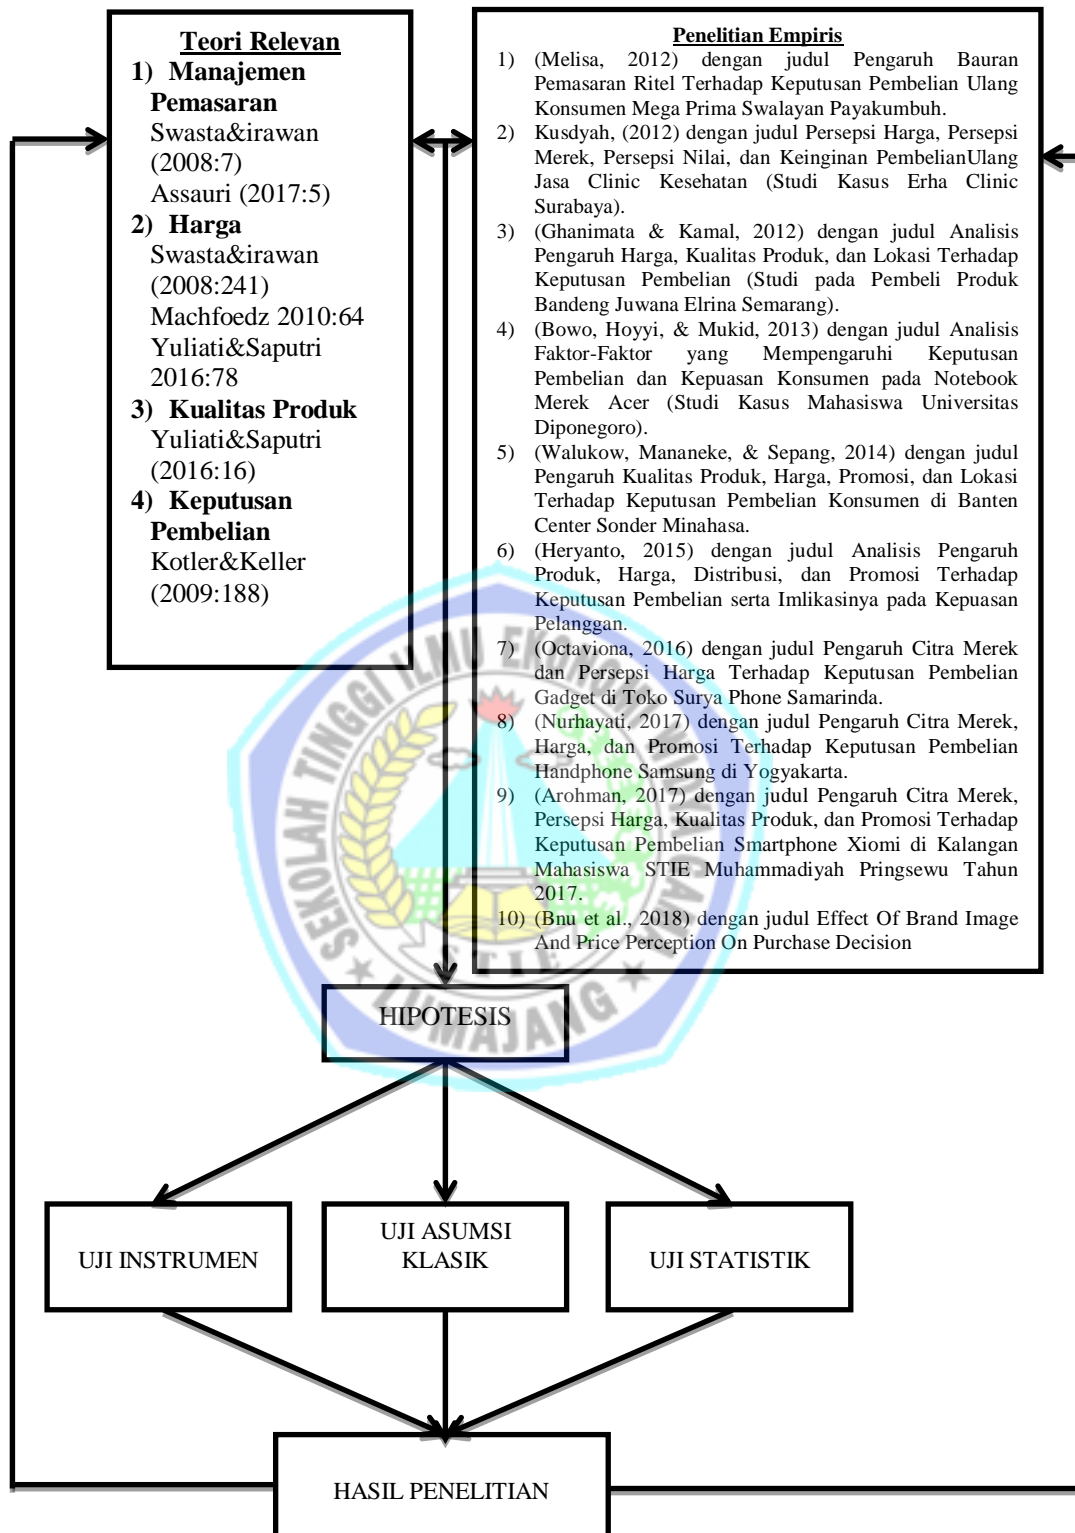 Teori Relevan
1) Manajemen
Pemasaran
Swasta&irawan
(2008:7)
Assauri (2017:5)
2) Harga
Swasta&irawan
(2008:241)
Machfoedz 2010:64
Yuliati&Saputri
2016:78
3) Kualitas Produk
Yuliati&Saputri
(2016:16)
4) Keputusan
Pembelian
Kotler&Keller
(2009:188)
Penelitian Empiris
1) (Melisa, 2012) dengan judul Pengaruh Bauran
Pemasaran Ritel Terhadap Keputusan Pembelian Ulang
Konsumen Mega Prima Swalayan Payakumbuh.
2) Kusdyah, (2012) dengan judul Persepsi Harga, Persepsi
Merek, Persepsi Nilai, dan Keinginan PembelianUlang
Jasa Clinic Kesehatan (Studi Kasus Erha Clinic
Surabaya).
3) (Ghanimata & Kamal, 2012) dengan judul Analisis
Pengaruh Harga, Kualitas Produk, dan Lokasi Terhadap
Keputusan Pembelian (Studi pada Pembeli Produk
Bandeng Juwana Elrina Semarang).
4) (Bowo, Hoyyi, & Mukid, 2013) dengan judul Analisis
Faktor-Faktor yang Mempengaruhi Keputusan
Pembelian dan Kepuasan Konsumen pada Notebook
Merek Acer (Studi Kasus Mahasiswa Universitas
Diponegoro).
5) (Walukow, Mananeke, & Sepang, 2014) dengan judul
Pengaruh Kualitas Produk, Harga, Promosi, dan Lokasi
Terhadap Keputusan Pembelian Konsumen di Banten
Center Sonder Minahasa.
6) (Heryanto, 2015) dengan judul Analisis Pengaruh
Produk, Harga, Distribusi, dan Promosi Terhadap
Keputusan Pembelian serta Imlikasinya pada Kepuasan
Pelanggan.
7) (Octaviona, 2016) dengan judul Pengaruh Citra Merek
dan Persepsi Harga Terhadap Keputusan Pembelian
Gadget di Toko Surya Phone Samarinda.
8) (Nurhayati, 2017) dengan judul Pengaruh Citra Merek,
Harga, dan Promosi Terhadap Keputusan Pembelian
Handphone Samsung di Yogyakarta.
9) (Arohman, 2017) dengan judul Pengaruh Citra Merek,
Persepsi Harga, Kualitas Produk, dan Promosi Terhadap
Keputusan Pembelian Smartphone Xiomi di Kalangan
Mahasiswa STIE Muhammadiyah Pringsewu Tahun
2017.
10) (Bnu et al., 2018) dengan judul Effect Of Brand Image
And Price Perception On Purchase Decision
SEKOLAH TINGGI ILMU EKONOMI WIDYA GAMA
STIE
LUMAJANG
HIPOTESIS
UJI INSTRUMEN
UJI ASUMSI
KLASIK
UJI STATISTIK
HASIL PENELITIAN